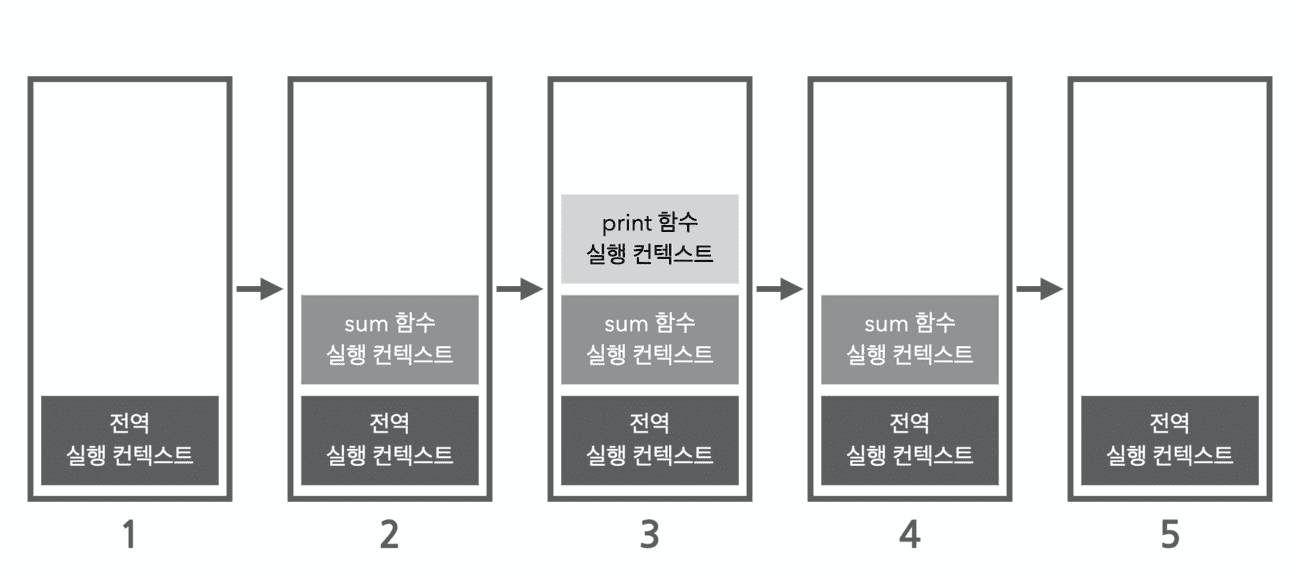 전역
실행 컨텍스트
1
sum 함수
실행 컨텍스트
전역
실행 컨텍스트
2
print 함수
실행 컨텍스트
sum 함수
실행 컨텍스트
전역
실행 컨텍스트
3
sum 함수
실행 컨텍스트
전역
실행 컨텍스트
4
전역
실행 컨텍스트
5